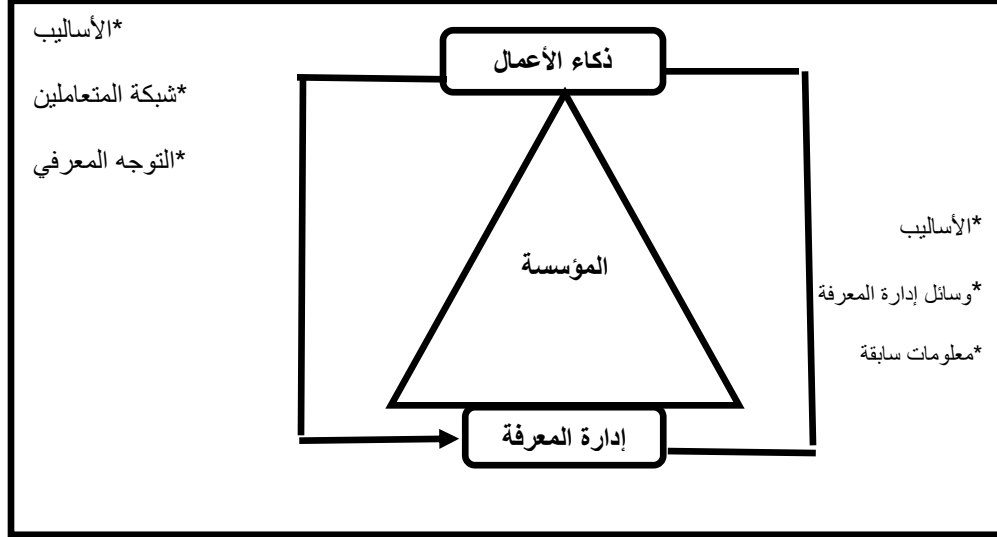 ذكاء الأعمال
*الأساليب
*شبكة المتعاملين
*التوجه المعرفي
المؤسسة
*الأساليب
*وسائل إدارة المعرفة
*معلومات سابقة
إدارة المعرفة